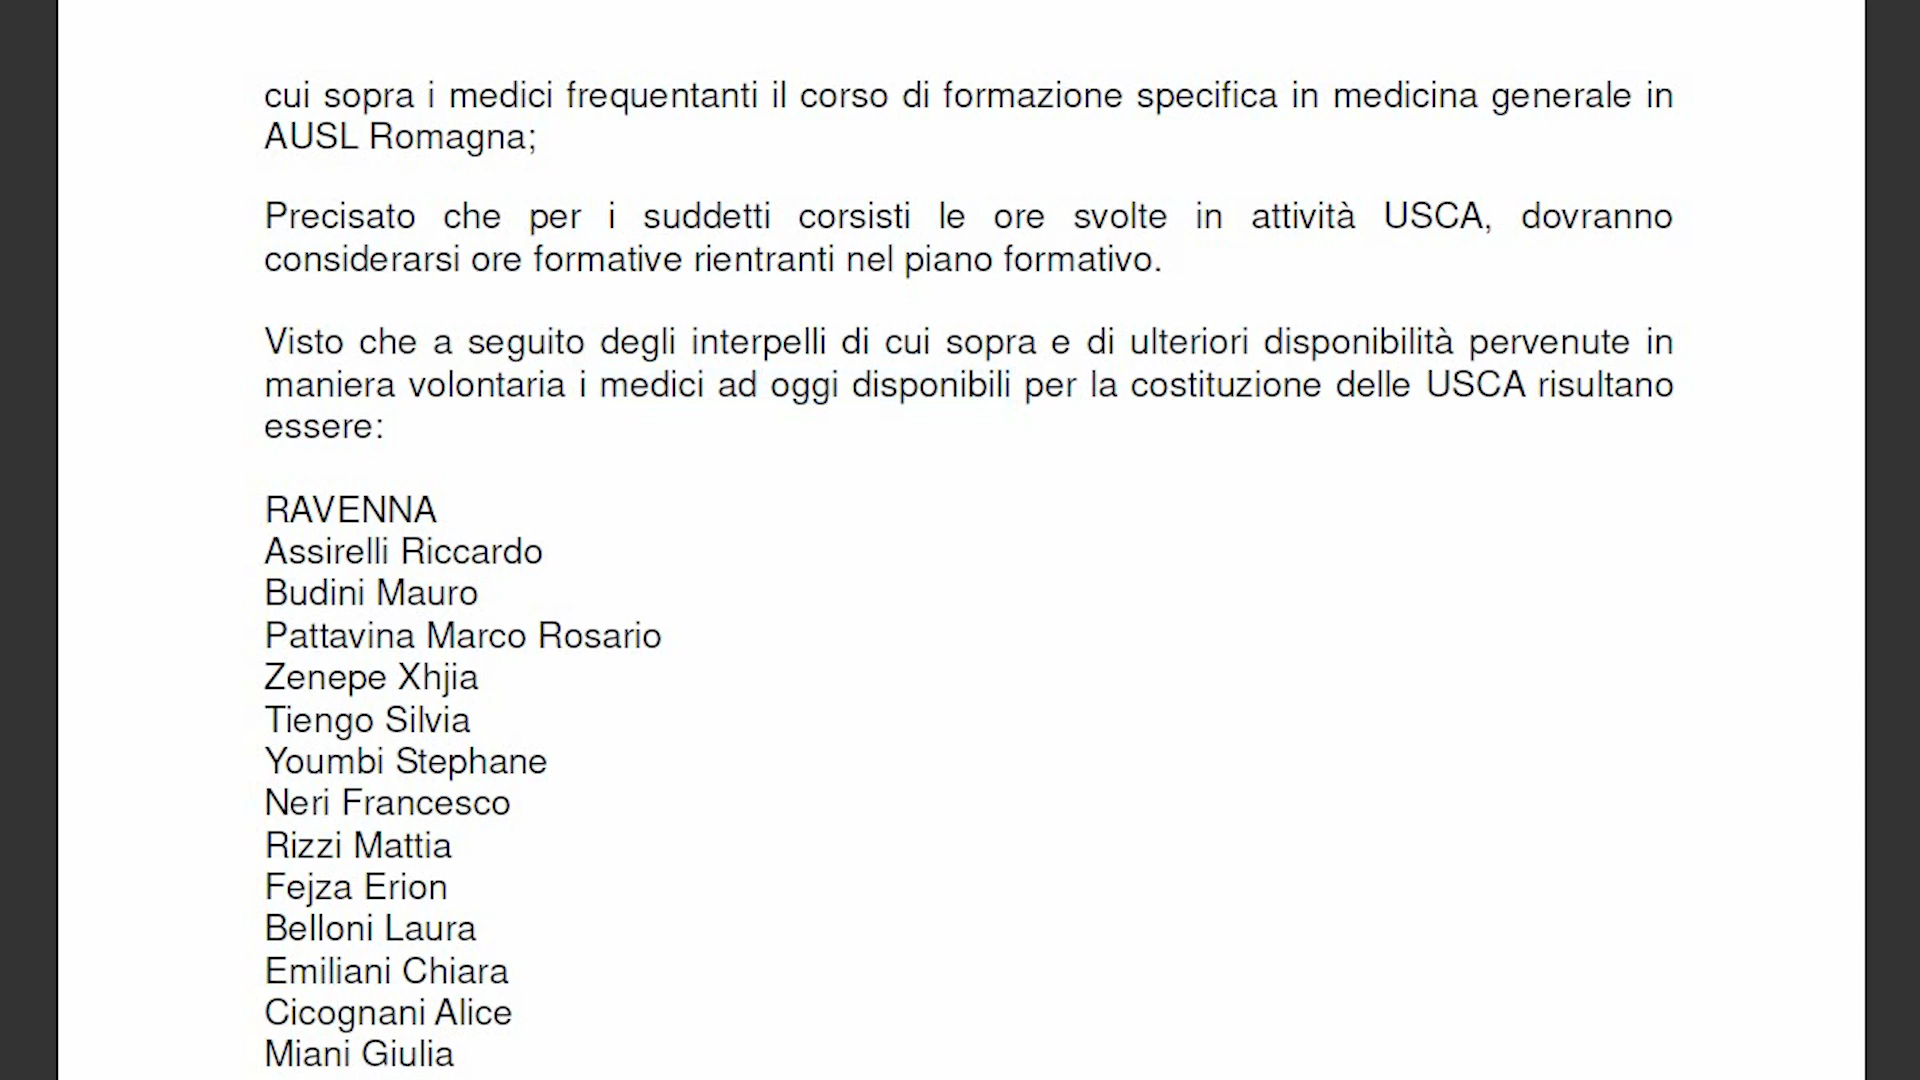 cui sopra i medici frequentanti il corso di formazione specifica in medicina generale in
AUSL Romagna;
Precisato che per i suddetti corsisti le ore svolte in attività USCA, dovranno
considerarsi ore formative rientranti nel piano formativo.
Visto che a seguito degli interpelli di cui sopra e di ulteriori disponibilità pervenute in
maniera volontaria i medici ad oggi disponibili per la costituzione delle USCA risultano
essere:
RAVENNA
Assirelli Riccardo
Budini Mauro
Pattavina Marco Rosario
Zenepe Xhjia
Tiengo Silvia
Youmbi Stephane
Neri Francesco
Rizzi Mattia
Fejza Erion
Belloni Laura
Emiliani Chiara
Cicognani Alice
Miani Giulia